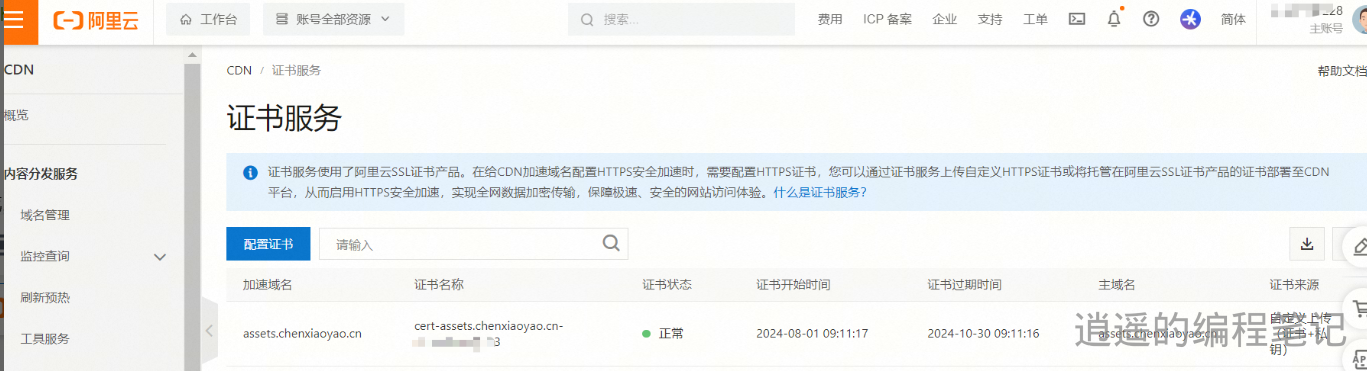 阿里云 工作台 账号全部资源 搜索... 费用 ICP 备案 企业 支持 工单 简体
28
主账号
CDN
概览
内容分发服务
域名管理
监控查询
刷新预热
工具服务
CDN / 证书服务 帮助文档
证书服务
证书服务使用了阿里云SSL证书产品。在给CDN加速域名配置HTTPS安全加速时，需要配置HTTPS证书，您可以通过证书服务上传自定义HTTPS证书或将托管在阿里云SSL证书产品的证书部署至CDN
平台，从而启用HTTPS安全加速，实现全网数据加密传输，保障极速、安全的网站访问体验。什么是证书服务？
配置证书 请输入
加速域名 证书名称 证书状态 证书开始时间 证书过期时间 主域名 证书来源
assets.chenxiaoyao.cn cert-assets.chenxiaoyao.cn- 正常 2024-08-01 09:11:17 2024-10-30 09:11:16 assets.chenxiaoyao.cn 自定义上传
3 （证书+私
钥）
逍遥的编程笔记